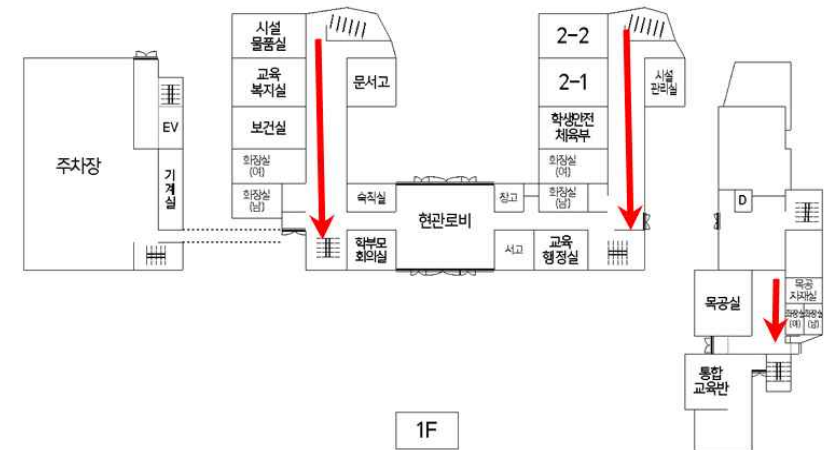 시설
물품실
교육
복지실
문서고
보건실
화장실
(여)
화장실
(남)
숙직실
학부모
회의실
현관로비
창고
서고
교육
행정실
2-2
2-1
학생안전
체육부
화장실
(여)
화장실
(남)
시설
관리실
주차장
EV
기
계
실
D
목공실
목공
자재실
화장실
(여)
화장실
(남)
통합
교육반
1F